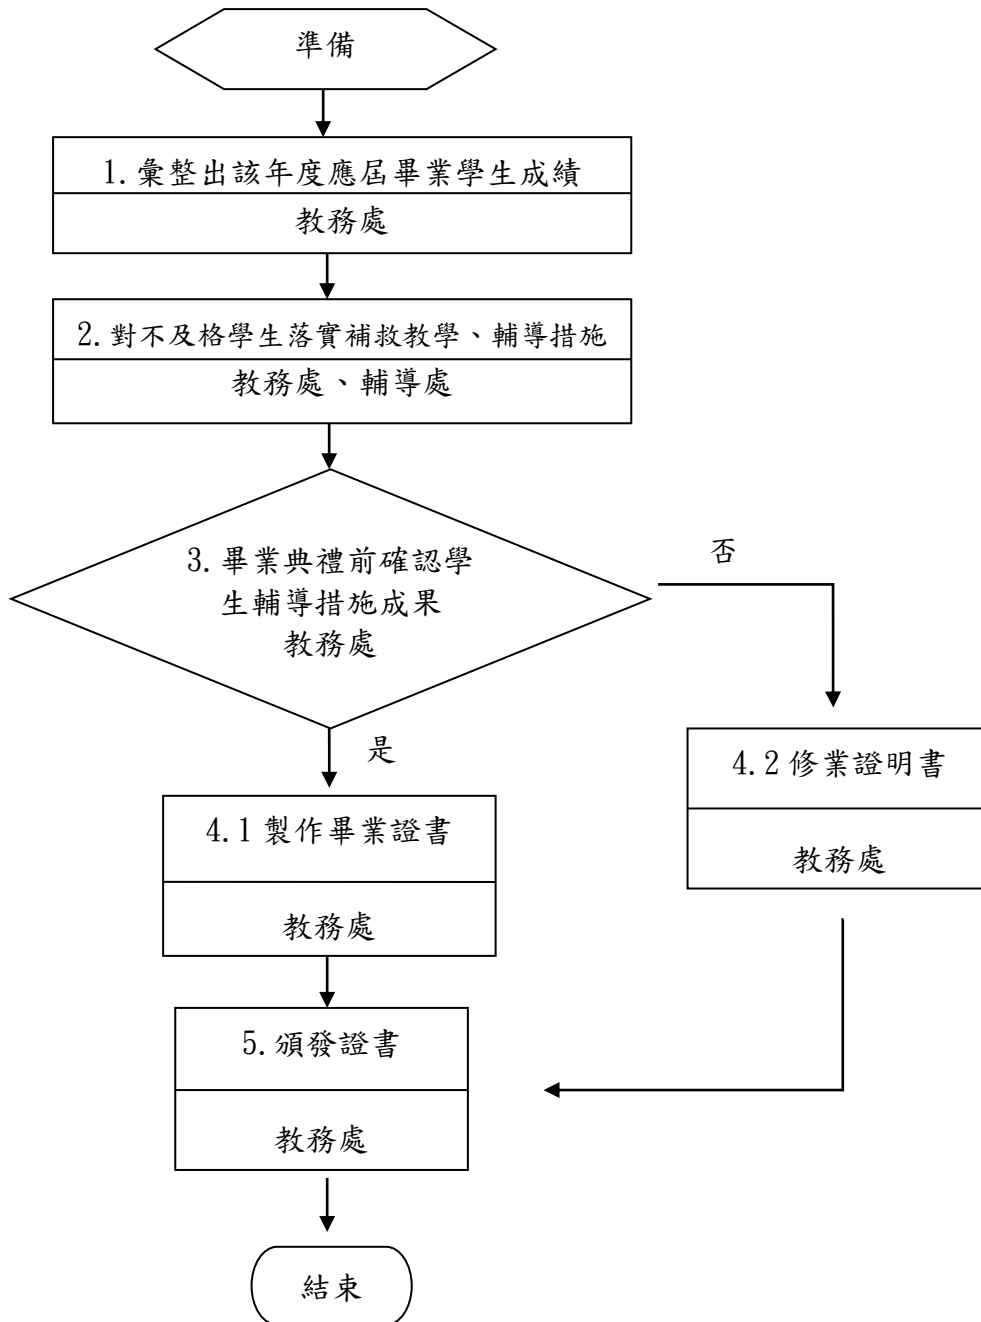 準備
1.彙整出該年度應屆畢業學生成績
教務處
2.對不及格學生落實補救教學、輔導措施
教務處、輔導處
3.畢業典禮前確認學
生輔導措施成果
教務處
否
是
4.2修業證明書
教務處
4.1製作畢業證書
教務處
5.頒發證書
教務處
結束